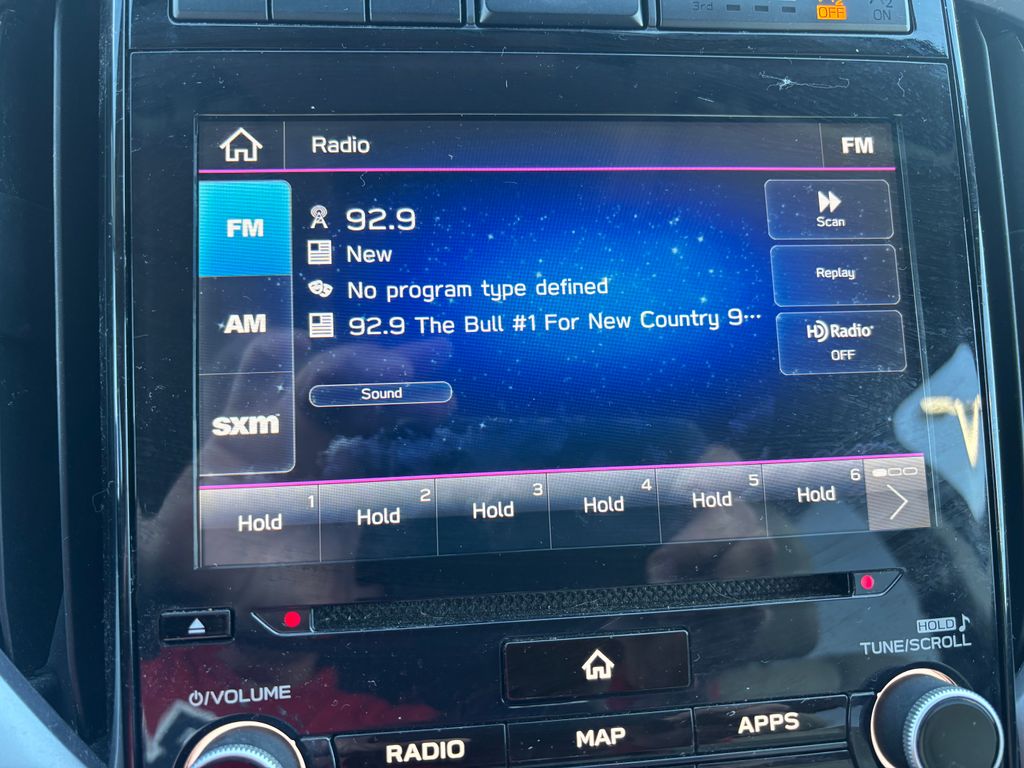 3rd OFF ON
Radio FM
FM 92.9 Scan
New
No program type defined Replay
AM 92.9 The Bull #1 For New Country 9··· HD Radio
OFF
Sound
sxm
1 2 3 4 5 6
Hold Hold Hold Hold Hold Hold
HOLD
TUNE/SCROLL
/VOLUME
RADIO MAP APPS